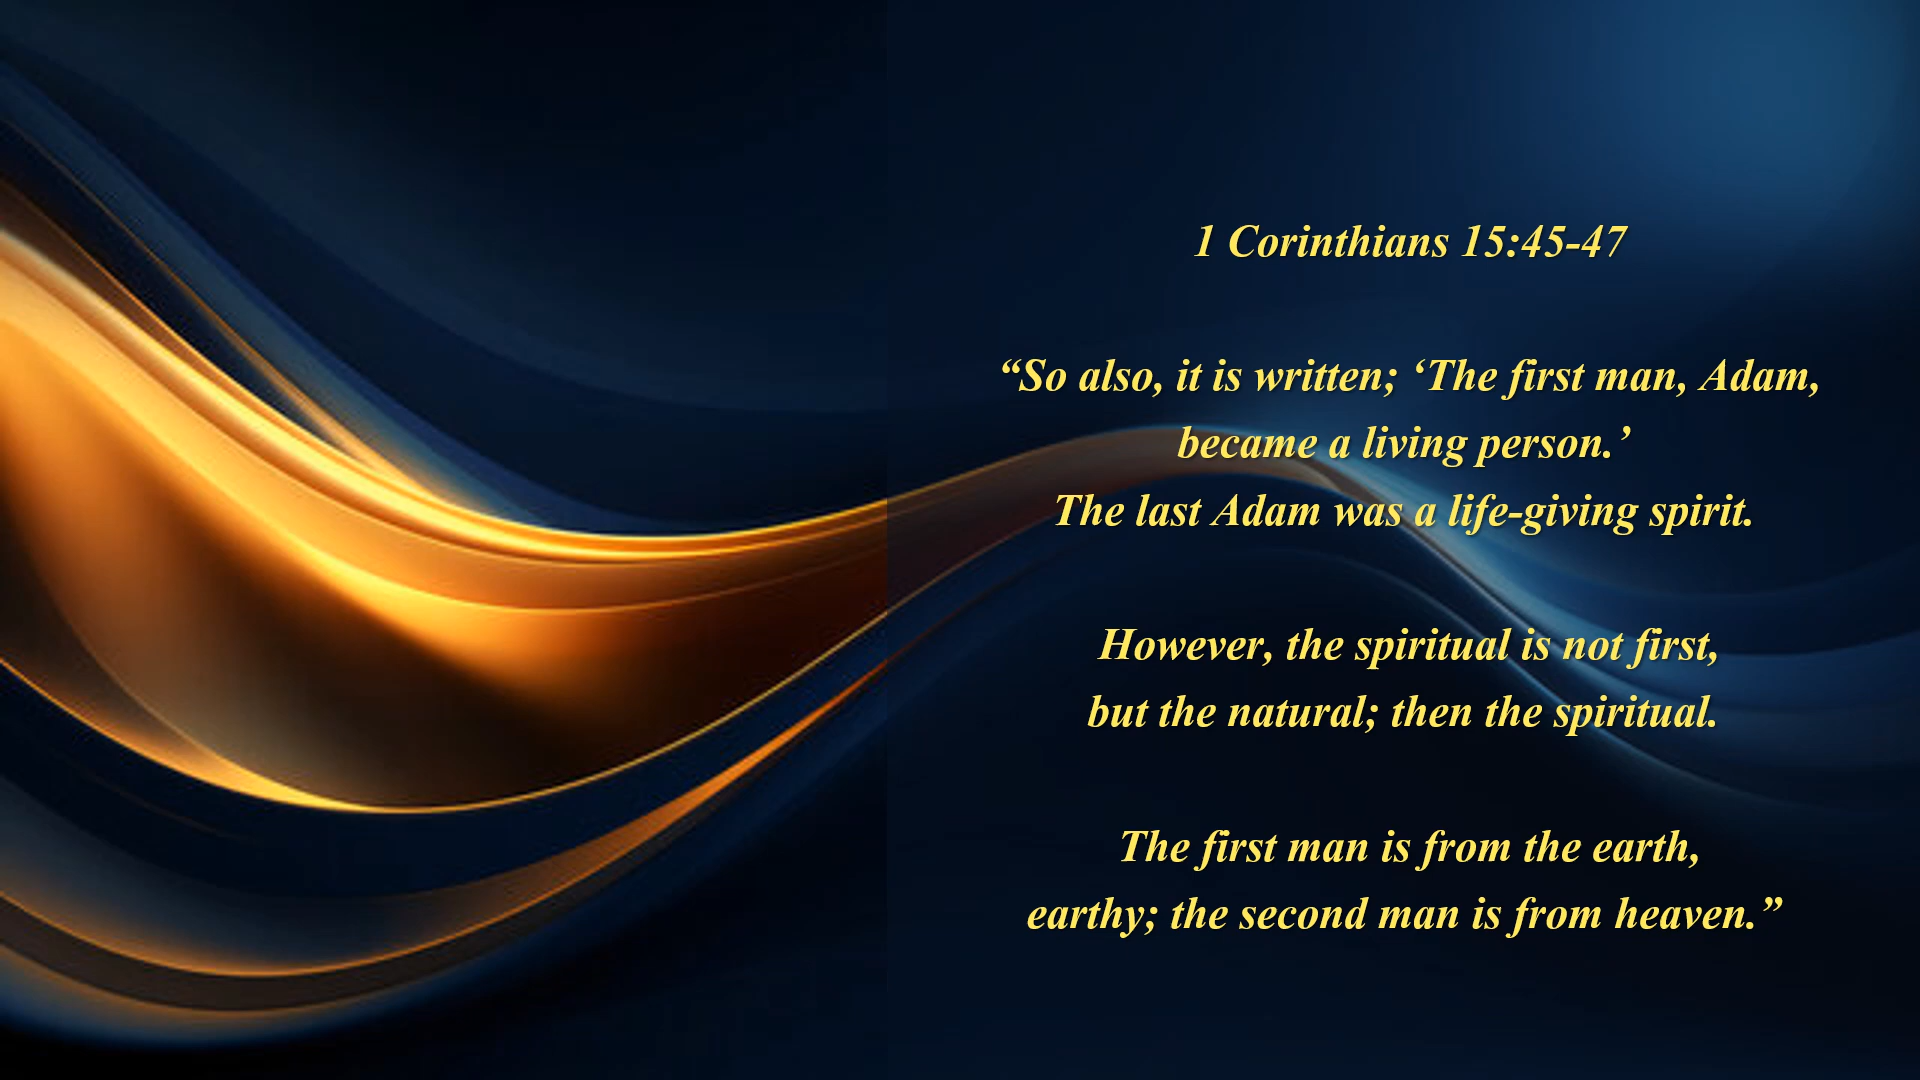 1 Corinthians 15:45-47
“So also, it is written; ‘The first man, Adam,
became a living person.’
The last Adam was a life-giving spirit.
However, the spiritual is not first,
but the natural; then the spiritual.
The first man is from the earth,
earthy; the second man is from heaven.”